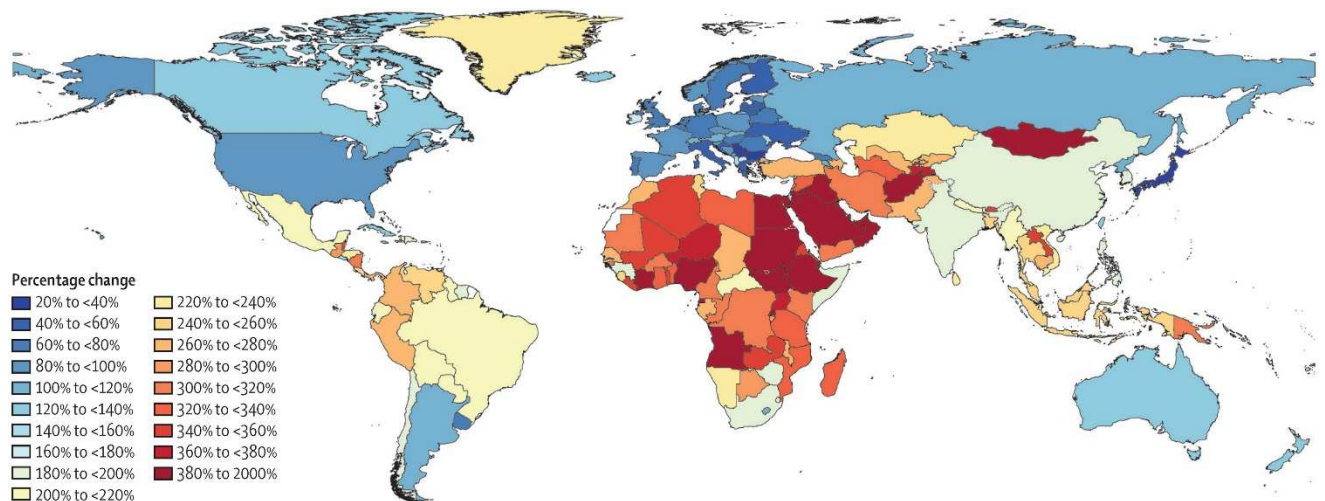 Percentage change
20% to <40%
40% to <60%
60% to <80%
80% to <100%
100% to <120%
120% to <140%
140% to <160%
160% to <180%
180% to <200%
200% to <220%
220% to <240%
240% to <260%
260% to <280%
280% to <300%
300% to <320%
320% to <340%
340% to <360%
360% to <380%
380% to 2000%